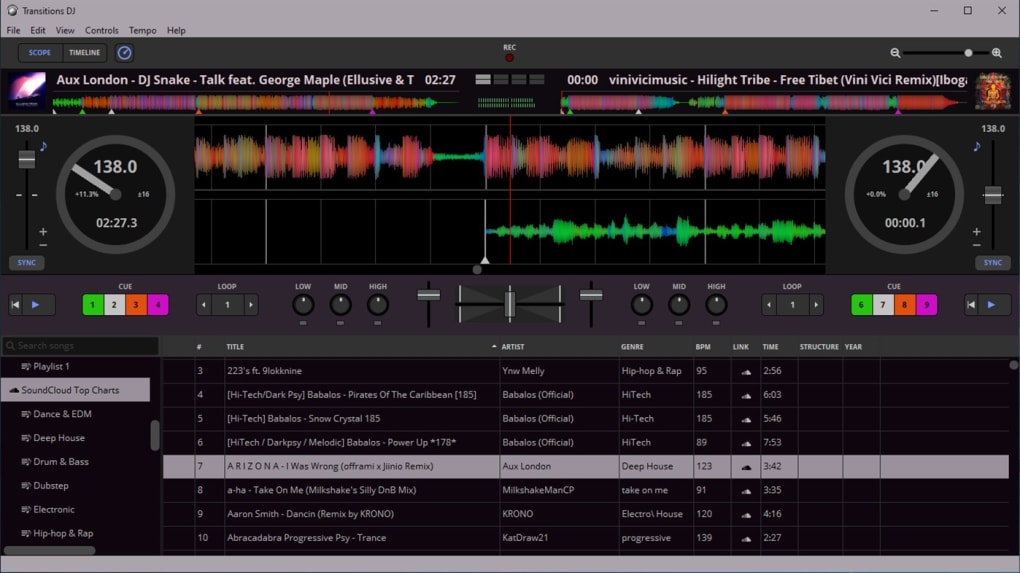 Transitions DJ
File Edit View Controls Tempo Help
SCOPE TIMELINE REC
Aux London - DJ Snake - Talk feat. George Maple (Ellusive & T 02:27 00:00 vinivicimusic - Hilight Tribe - Free Tibet (Vini Vici Remix)[Iboga
138.0 138.0
138.0 138.0
+11.3% ±16 +0.0% ±16
02:27.3 00:00.1
SYNC SYNC
CUE LOOP LOW MID HIGH LOW MID HIGH LOOP CUE
1 2 3 4 1 1 6 7 8 9
Search songs # TITLE ARTIST GENRE BPM LINK TIME STRUCTURE YEAR
Playlist 1 3 223's ft. 9lokknine Ynw Melly Hip-hop & Rap 95 2:56
SoundCloud Top Charts 4 [Hi-Tech/Dark Psy] Babalos - Pirates Of The Caribbean [185] Babalos (Official) HiTech 185 6:03
Dance & EDM 5 [Hi-Tech] Babalos - Snow Crystal 185 Babalos (Official) Hi-Tech 185 5:46
Deep House 6 [HiTech / Darkpsy / Melodic] Babalos - Power Up *178* Babalos (Official) HiTech 89 7:53
Drum & Bass 7 A R I Z O N A - I Was Wrong (offrami x Jiinio Remix) Aux London Deep House 123 3:42
Dubstep 8 a-ha - Take On Me (Milkshake's Silly DnB Mix) MilkshakeManCP take on me 91 3:35
Electronic 9 Aaron Smith - Dancin (Remix by KRONO) KRONO Electro\ House 120 4:16
Hip-hop & Rap 10 Abracadabra Progressive Psy - Trance KatDraw21 progressive 139 2:27